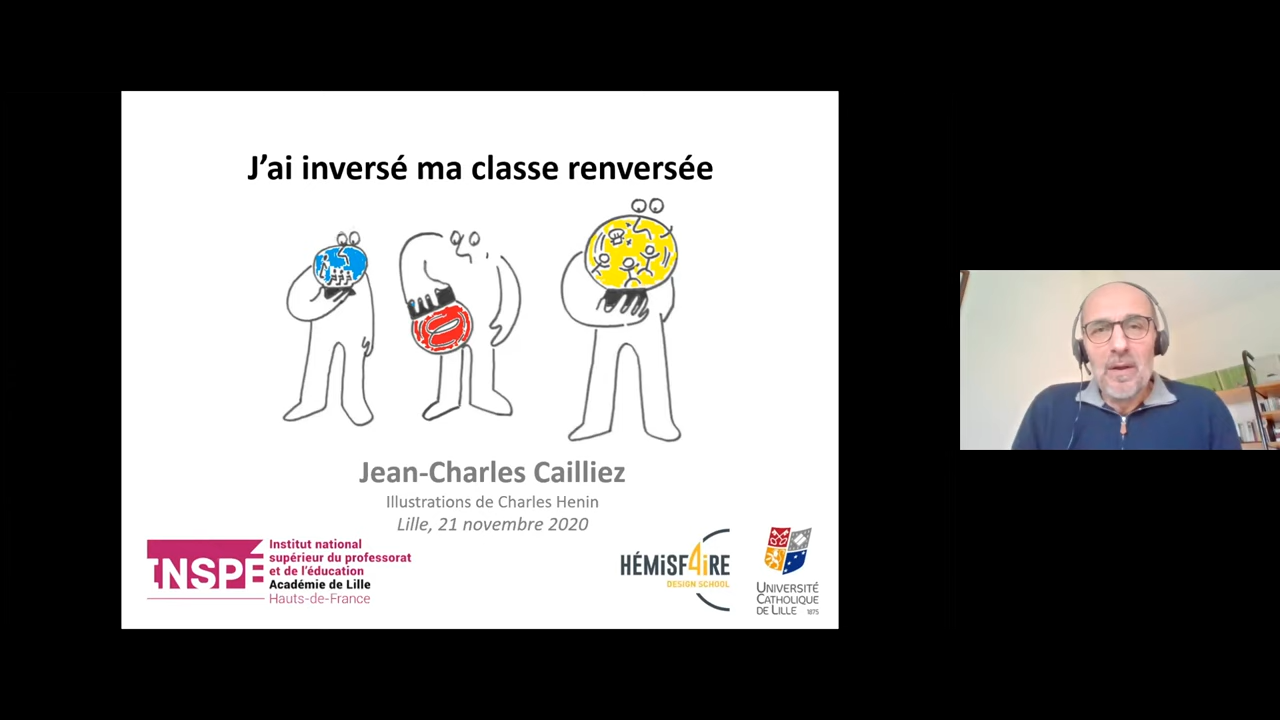 J'ai inversé ma classe renversée
Jean-Charles Cailliez
Illustrations de Charles Henin
Lille, 21 novembre 2020
INSPÉ
Institut national
supérieur du professorat
et de l'éducation
Académie de Lille
Hauts-de-France
HÉMiSF4iRE
DESIGN SCHOOL
UNIVERSITÉ
CATHOLIQUE
DE LILLE 1875